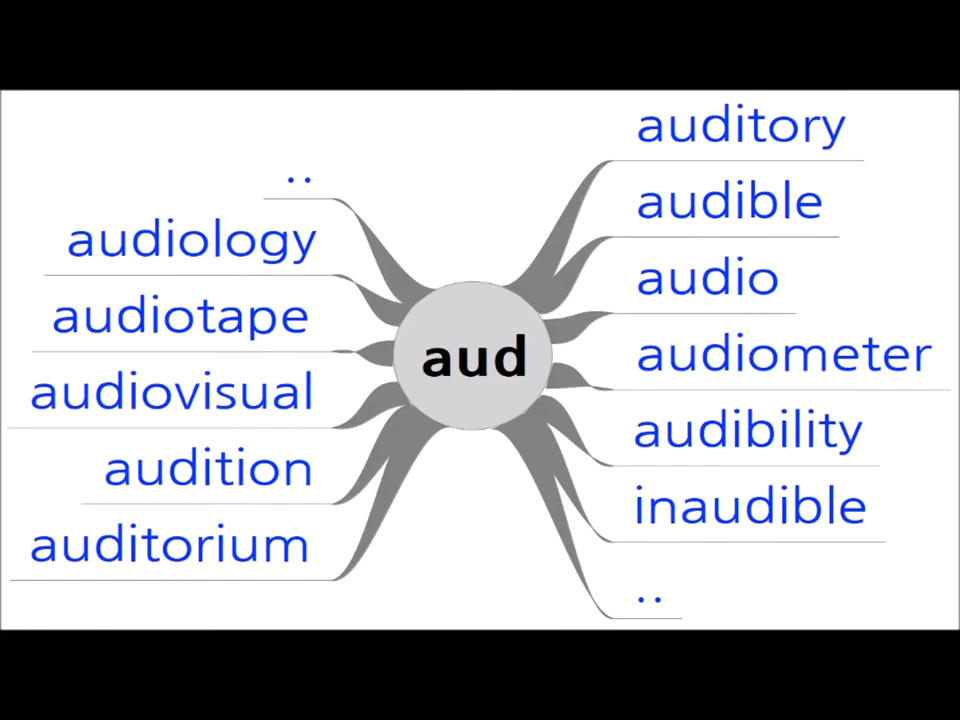 ..
audiology
audiotape
audiovisual
audition
auditorium
aud
auditory
audible
audio
audiometer
audibility
inaudible
..